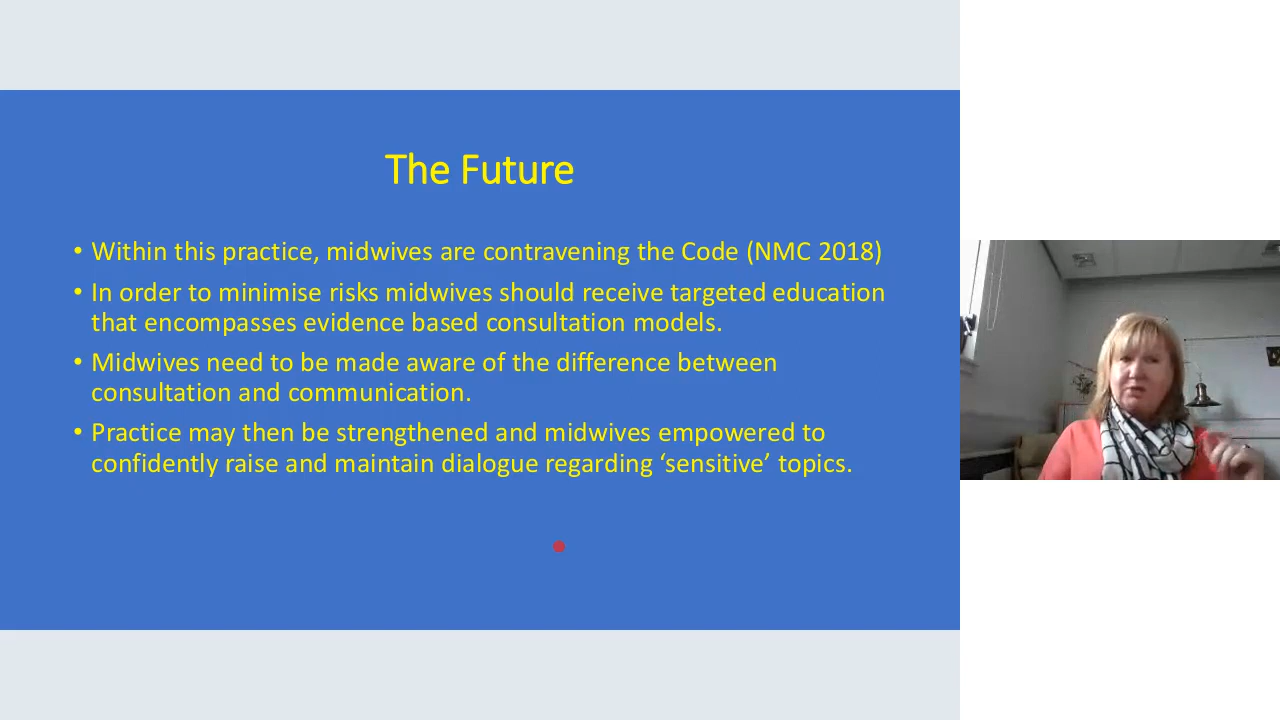 The Future
• Within this practice, midwives are contravening the Code (NMC 2018)
• In order to minimise risks midwives should receive targeted education
that encompasses evidence based consultation models.
• Midwives need to be made aware of the difference between
consultation and communication.
• Practice may then be strengthened and midwives empowered to
confidently raise and maintain dialogue regarding ‘sensitive’ topics.